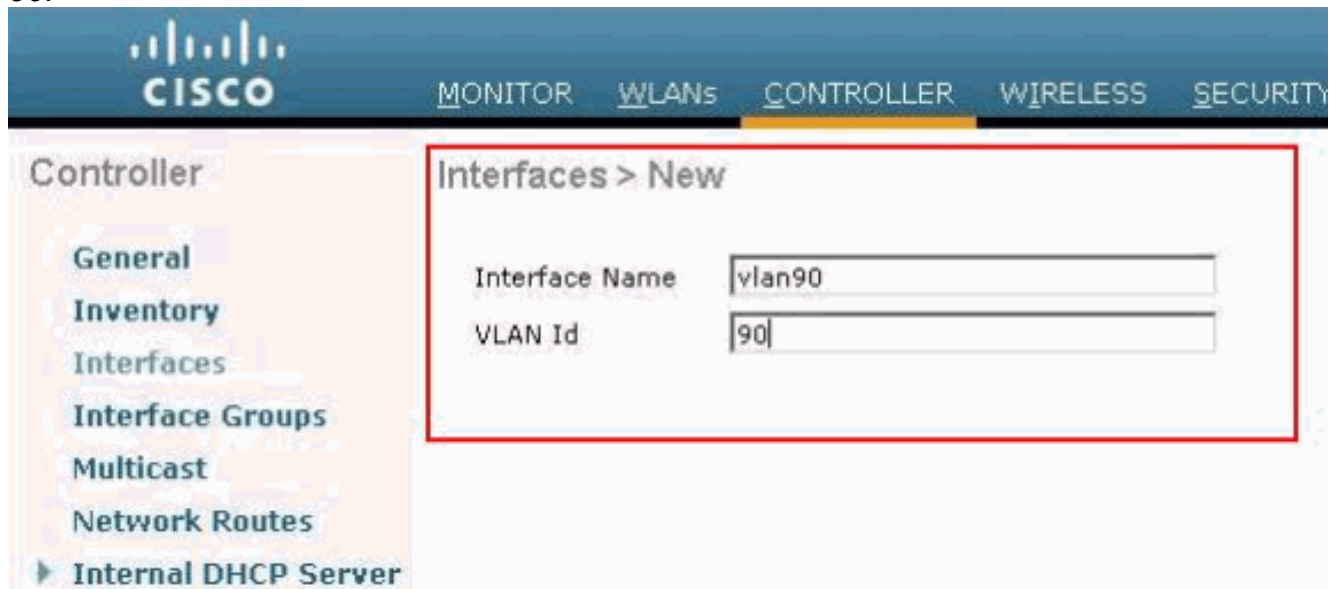 CISCO
MONITOR WLANs CONTROLLER WIRELESS SECURITY
Controller
General
Inventory
Interfaces
Interface Groups
Multicast
Network Routes
Internal DHCP Server
Interfaces > New
Interface Name vlan90
VLAN Id 90